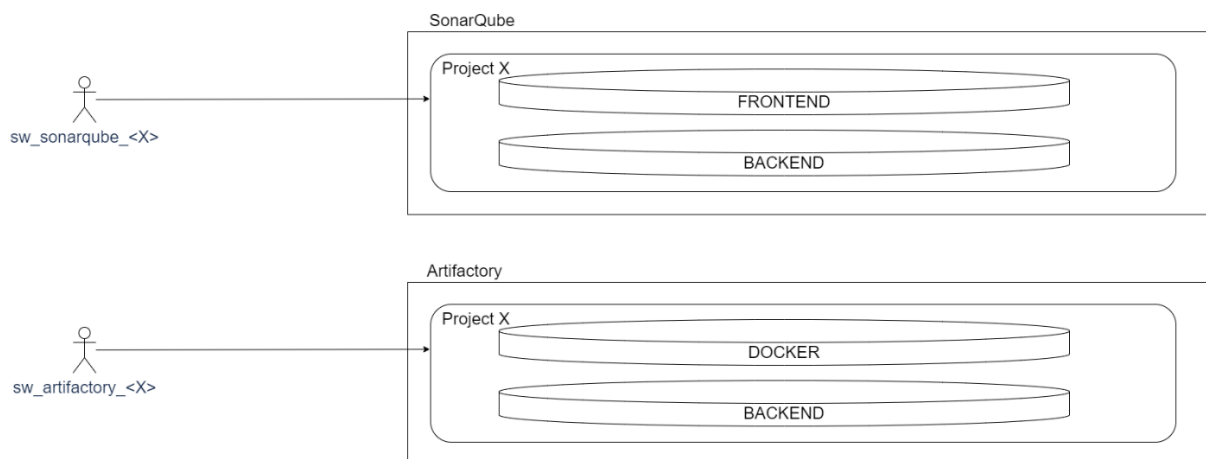 SonarQube
Project X
FRONTEND
sw_sonarqube_<X>
BACKEND
Artifactory
Project X
DOCKER
sw_artifactory_<X>
BACKEND